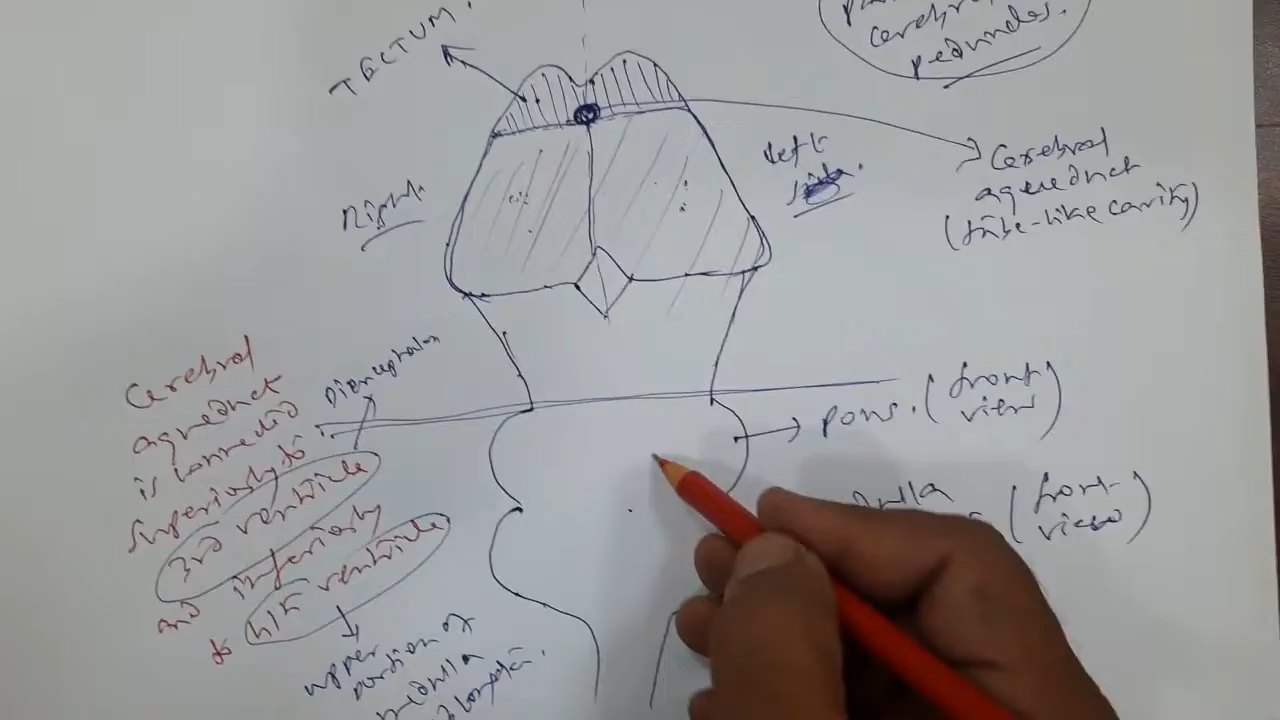 TECTUM.
cerebral
peduncles.
Right.
Left
side.
Cerebral
aqueduct
(tube-like cavity)
Diencephalon
Cerebral
aqueduct
is connected
superiorly to
3rd ventricle
and inferiorly
to 4th ventricle
upper
portion of
medulla
pons. (front
view)
(front
view)